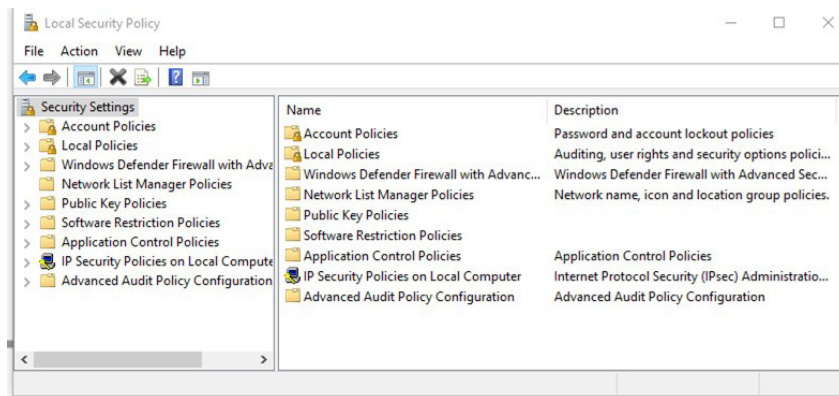 Local Security Policy
File Action View Help
Security Settings
Account Policies
Local Policies
Windows Defender Firewall with Adva
Network List Manager Policies
Public Key Policies
Software Restriction Policies
Application Control Policies
IP Security Policies on Local Compute
Advanced Audit Policy Configuration
Name Description
Account Policies Password and account lockout policies
Local Policies Auditing, user rights and security options polici...
Windows Defender Firewall with Advanc... Windows Defender Firewall with Advanced Sec...
Network List Manager Policies Network name, icon and location group policies.
Public Key Policies
Software Restriction Policies
Application Control Policies Application Control Policies
IP Security Policies on Local Computer Internet Protocol Security (IPsec) Administratio...
Advanced Audit Policy Configuration Advanced Audit Policy Configuration